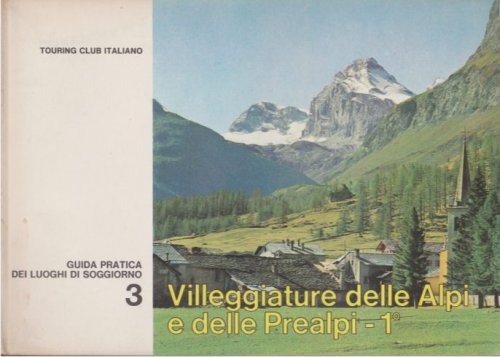 TOURING CLUB ITALIANO
GUIDA PRATICA
DEI LUOGHI DI SOGGIORNO
3
Villeggiature delle Alpi
e delle Prealpi - 1°